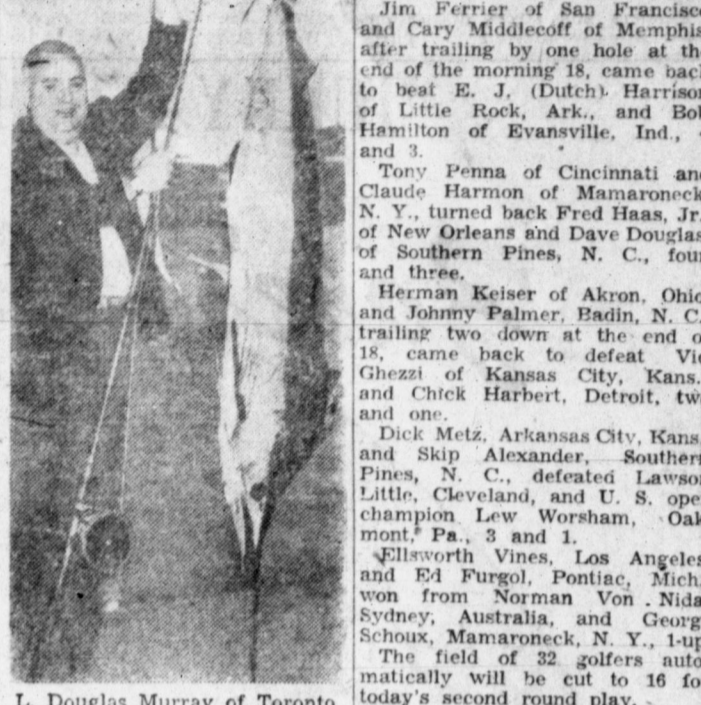 Jim Ferrier of San Francisc
and Cary Middlecoff of Memphis
after trailing by one hole at th
end of the morning 18, came bac
to beat E. J. (Dutch) Harriso
of Little Rock, Ark., and Bo
Hamilton of Evansville, Ind.,
and 3.
Tony Penna of Cincinnati an
Claude Harmon of Mamaroneck
N. Y., turned back Fred Haas, Jr.
of New Orleans and Dave Douglas
of Southern Pines, N. C., four
and three.
Herman Keiser of Akron, Ohio
and Johnny Palmer, Badin, N. C.
trailing two down at the end o
18, came back to defeat Vic
Ghezzi of Kansas City, Kans.
and Chick Harbert, Detroit, tw
and one.
Dick Metz, Arkansas City, Kans
and Skip Alexander, Southern
Pines, N. C., defeated Lawso
Little, Cleveland, and U. S. ope
champion Lew Worsham, Oak
mont, Pa., 3 and 1.
Ellsworth Vines, Los Angeles
and Ed Furgol, Pontiac, Mich.
won from Norman Von Nida
Sydney, Australia, and Georg
Schoux, Mamaroneck, N. Y., 1-up
The field of 32 golfers auto
matically will be cut to 16 fo
today's second round play.
L. Douglas Murray of Toronto